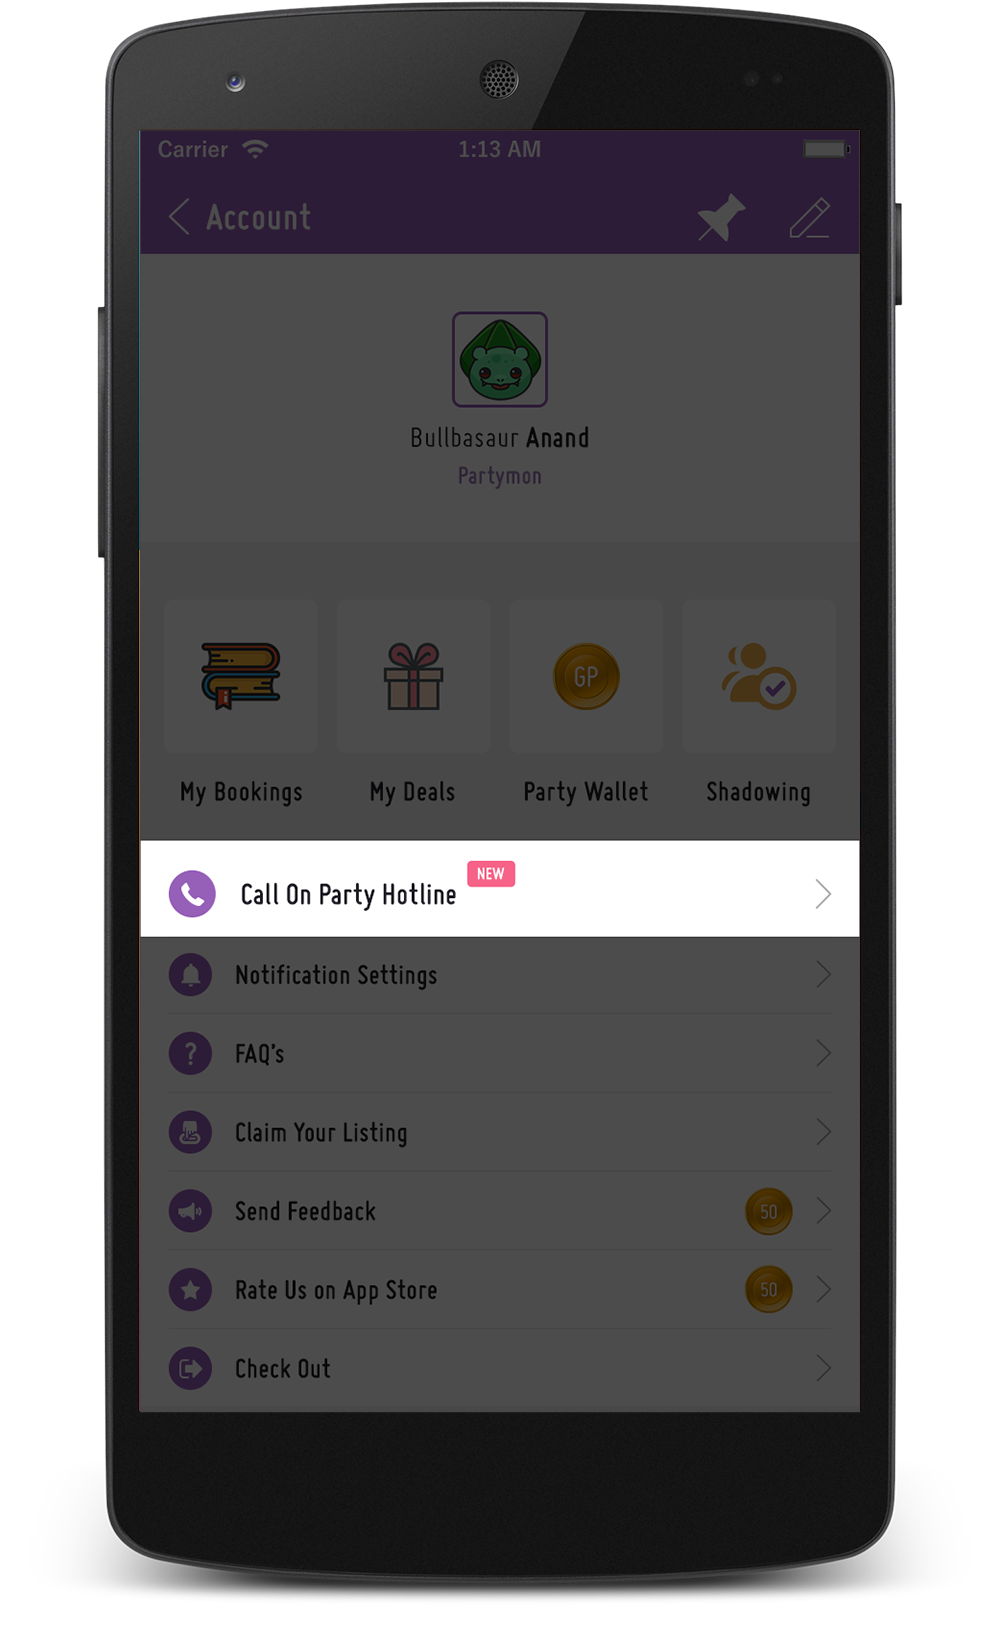 Carrier 1:13 AM
Account
Bullbasaur Anand
Partymon
GP
My Bookings My Deals Party Wallet Shadowing
Call On Party Hotline NEW
Notification Settings
?
FAQ's
Claim Your Listing
Send Feedback 50
Rate Us on App Store 50
Check Out